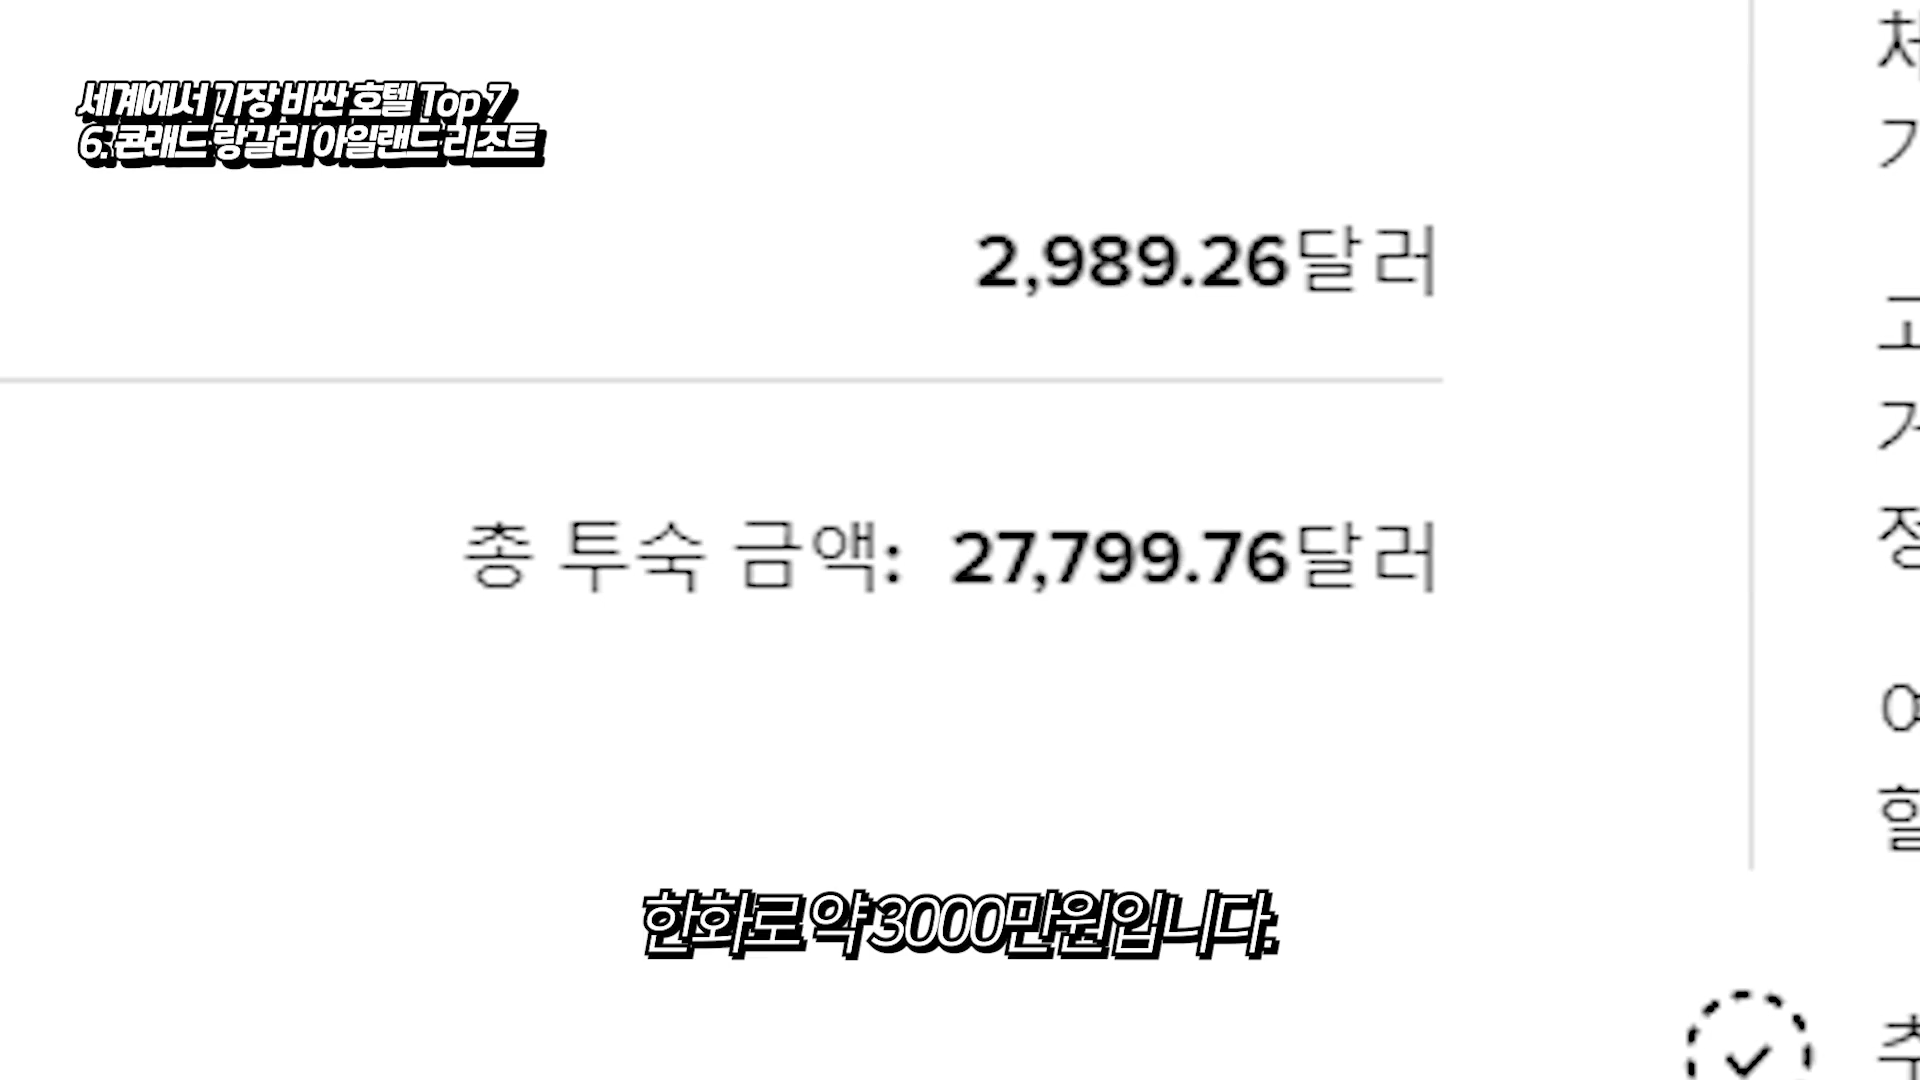 세계에서 가장 비싼 호텔 Top 7
6. 콘래드 랑갈리 아일랜드 리조트
2,989.26달러
총 투숙 금액: 27,799.76달러
한화로 약 3000만원입니다.